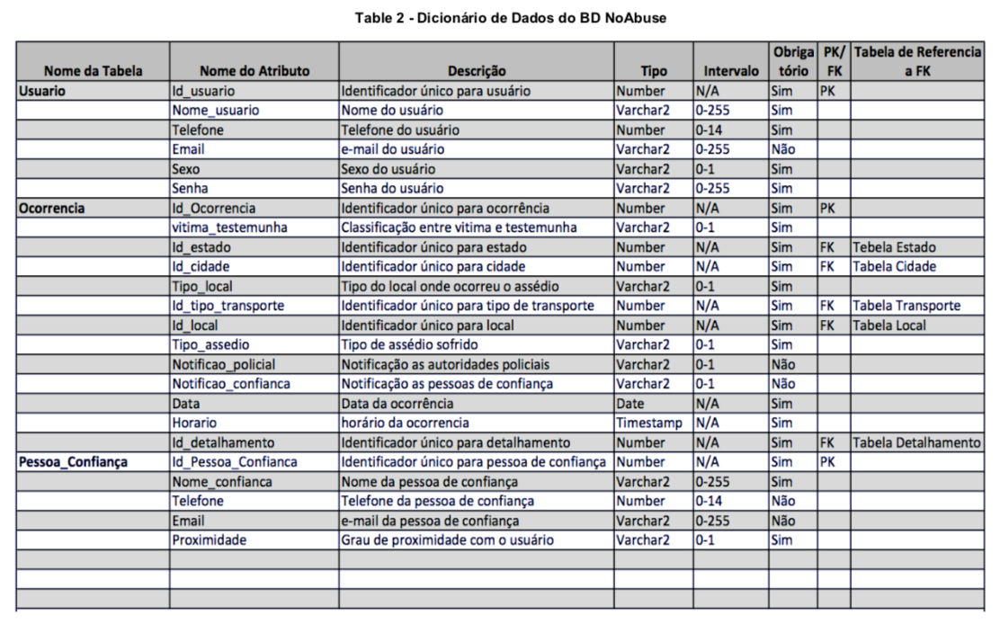 Table 2 - Dicionário de Dados do BD NoAbuse
Nome da Tabela Nome do Atributo Descrição Tipo Intervalo Obriga tório PK/ FK Tabela de Referencia a FK
Usuario Id_usuario Identificador único para usuário Number N/A Sim PK
Nome_usuario Nome do usuário Varchar2 0-255 Sim
Telefone Telefone do usuário Number 0-14 Sim
Email e-mail do usuário Varchar2 0-255 Não
Sexo Sexo do usuário Varchar2 0-1 Sim
Senha Senha do usuário Varchar2 0-255 Sim
Ocorrencia Id_Ocorrencia Identificador único para ocorrência Number N/A Sim PK
vitima_testemunha Classificação entre vitima e testemunha Varchar2 0-1 Sim
Id_estado Identificador único para estado Number N/A Sim FK Tebela Estado
Id_cidade Identificador único para cidade Number N/A Sim FK Tabela Cidade
Tipo_local Tipo do local onde ocorreu o assédio Varchar2 0-1 Sim
Id_tipo_transporte Identificador único para tipo de transporte Number N/A Sim FK Tabela Transporte
Id_local Identificador único para local Number N/A Sim FK Tabela Local
Tipo_assedio Tipo de assédio sofrido Varchar2 0-1 Sim
Notificao_policial Notificação as autoridades policiais Varchar2 0-1 Não
Notificao_confianca Notificação as pessoas de confiança Varchar2 0-1 Não
Data Data da ocorrência Date N/A Sim
Horario horário da ocorrencia Timestamp N/A Sim
Id_detalhamento Identificador único para detalhamento Number N/A Sim FK Tabela Detalhamento
Pessoa_Confiança Id_Pessoa_Confianca Identificador único para pessoa de confiança Number N/A Sim PK
Nome_confianca Nome da pessoa de confiança Varchar2 0-255 Sim
Telefone Telefone da pessoa de confiança Number 0-14 Não
Email e-mail da pessoa de confiança Varchar2 0-255 Não
Proximidade Grau de proximidade com o usuário Varchar2 0-1 Sim